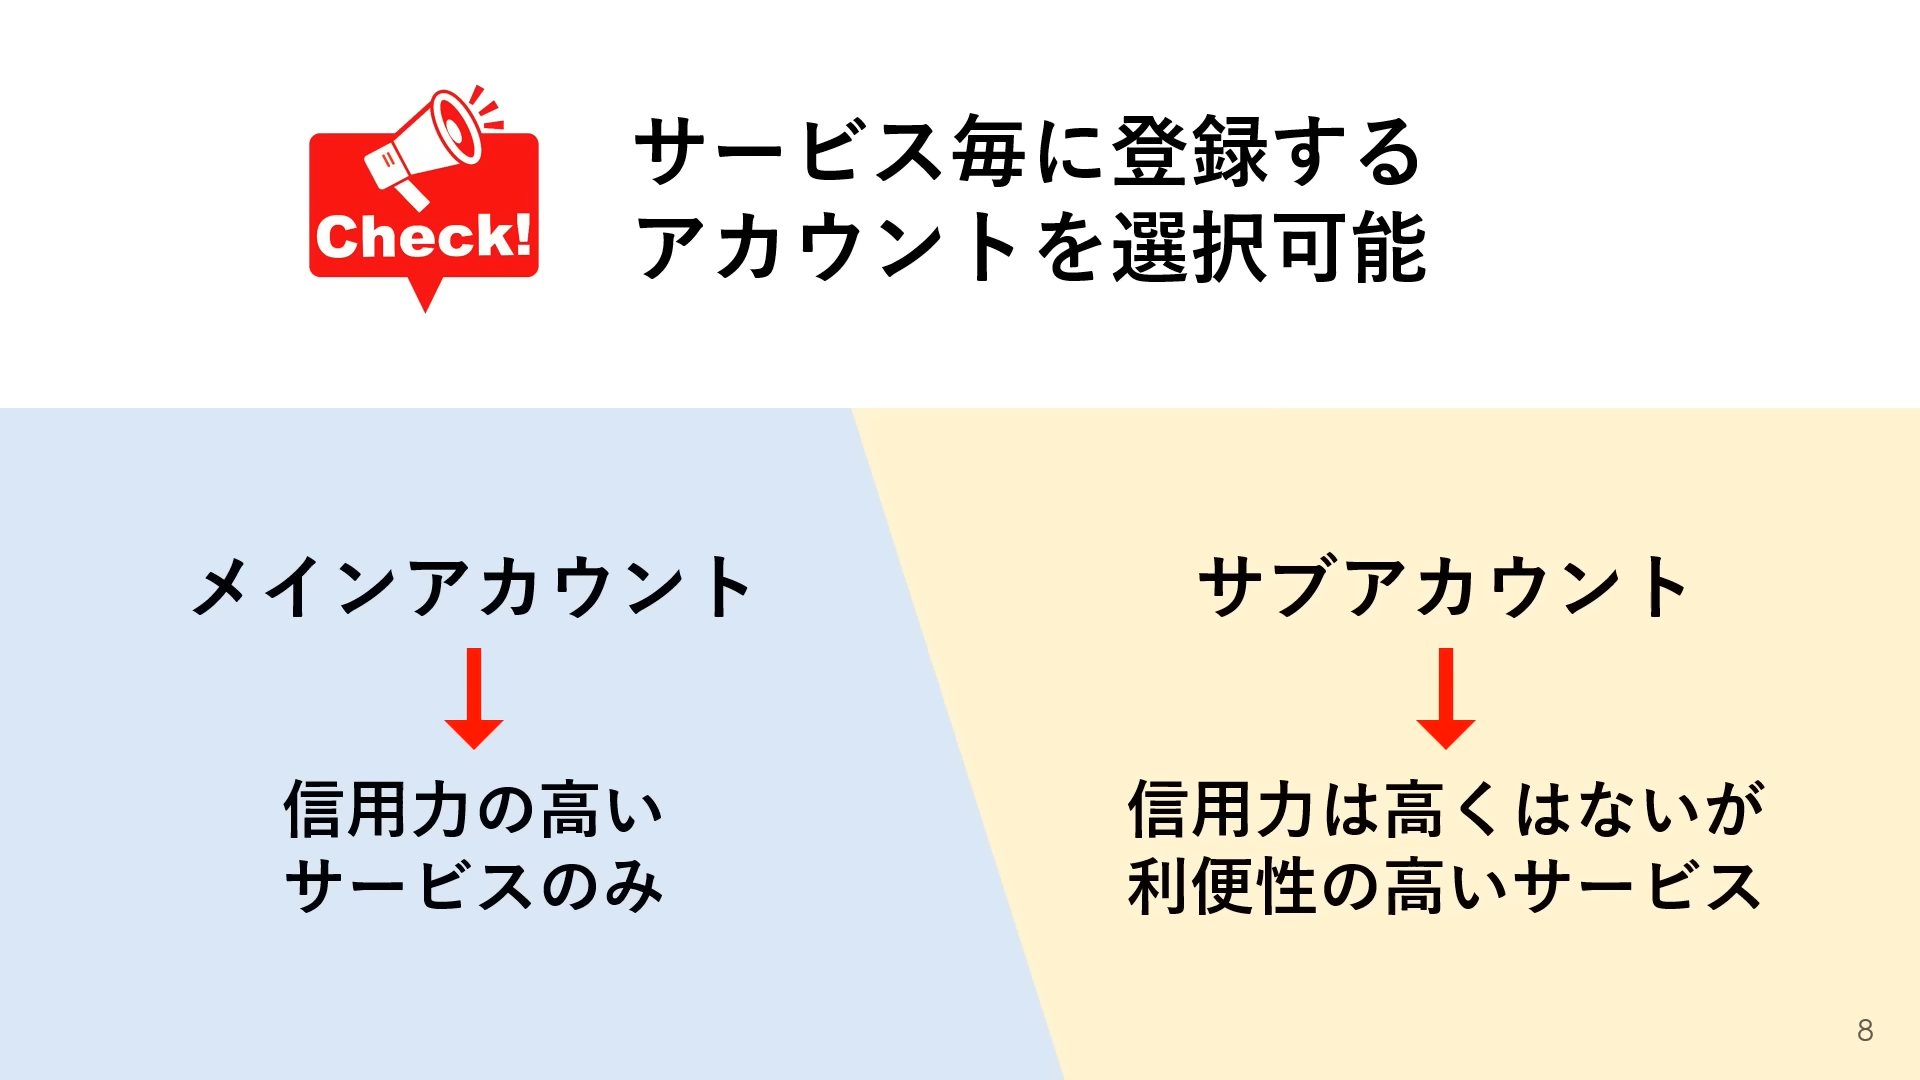 Check!
サービス毎に登録する
アカウントを選択可能
メインアカウント
信用力の高い
サービスのみ
サブアカウント
信用力は高くはないが
利便性の高いサービス
8